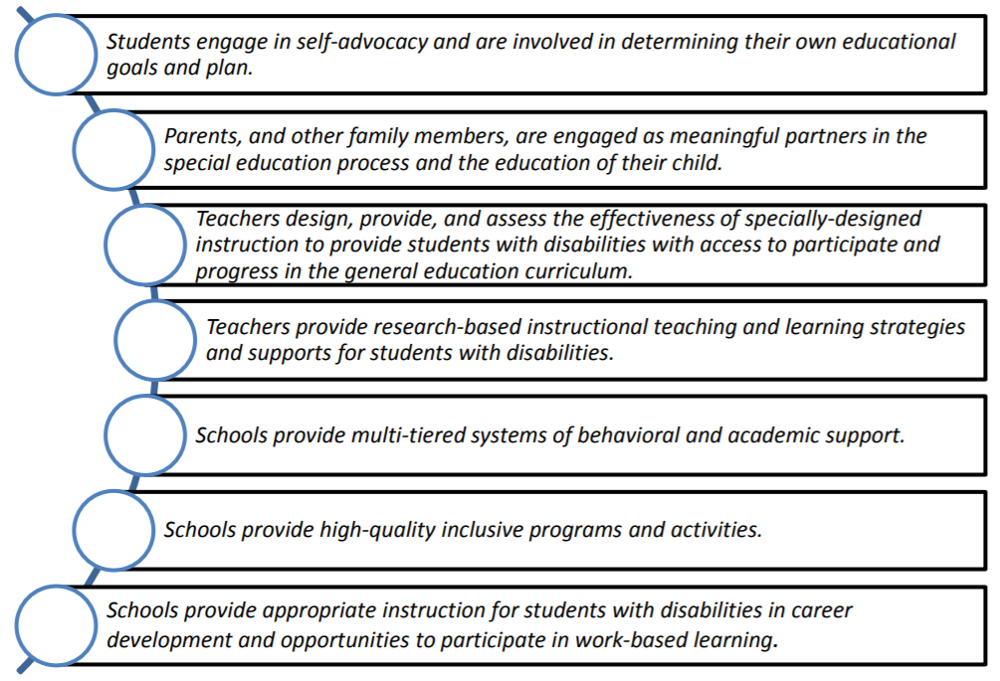 Students engage in self-advocacy and are involved in determining their own educational
goals and plan.
Parents, and other family members, are engaged as meaningful partners in the
special education process and the education of their child.
Teachers design, provide, and assess the effectiveness of specially-designed
instruction to provide students with disabilities with access to participate and
progress in the general education curriculum.
Teachers provide research-based instructional teaching and learning strategies
and supports for students with disabilities.
Schools provide multi-tiered systems of behavioral and academic support.
Schools provide high-quality inclusive programs and activities.
Schools provide appropriate instruction for students with disabilities in career
development and opportunities to participate in work-based learning.